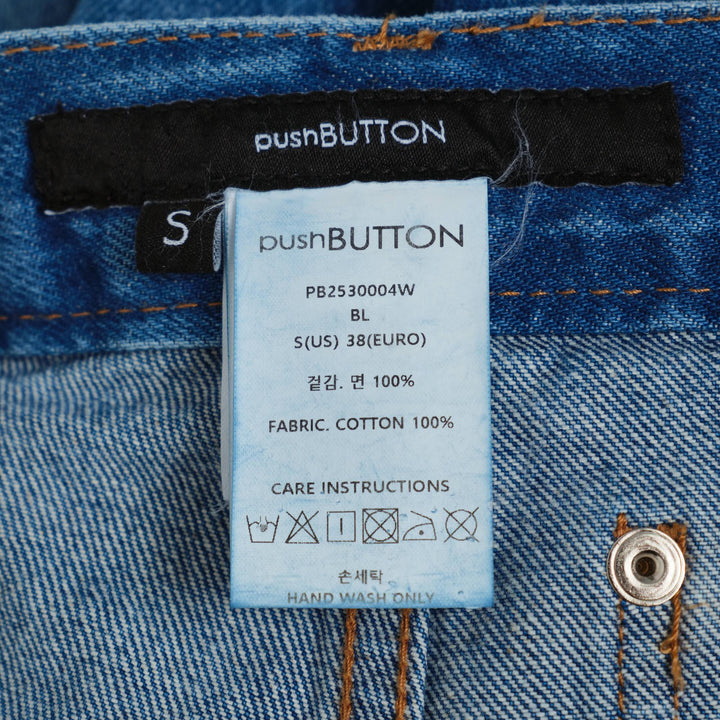 pushBUTTON
S
pushBUTTON
PB2530004W
BL
S(US) 38(EURO)
겉감. 면 100%
FABRIC. COTTON 100%
CARE INSTRUCTIONS
손세탁
HAND WASH ONLY